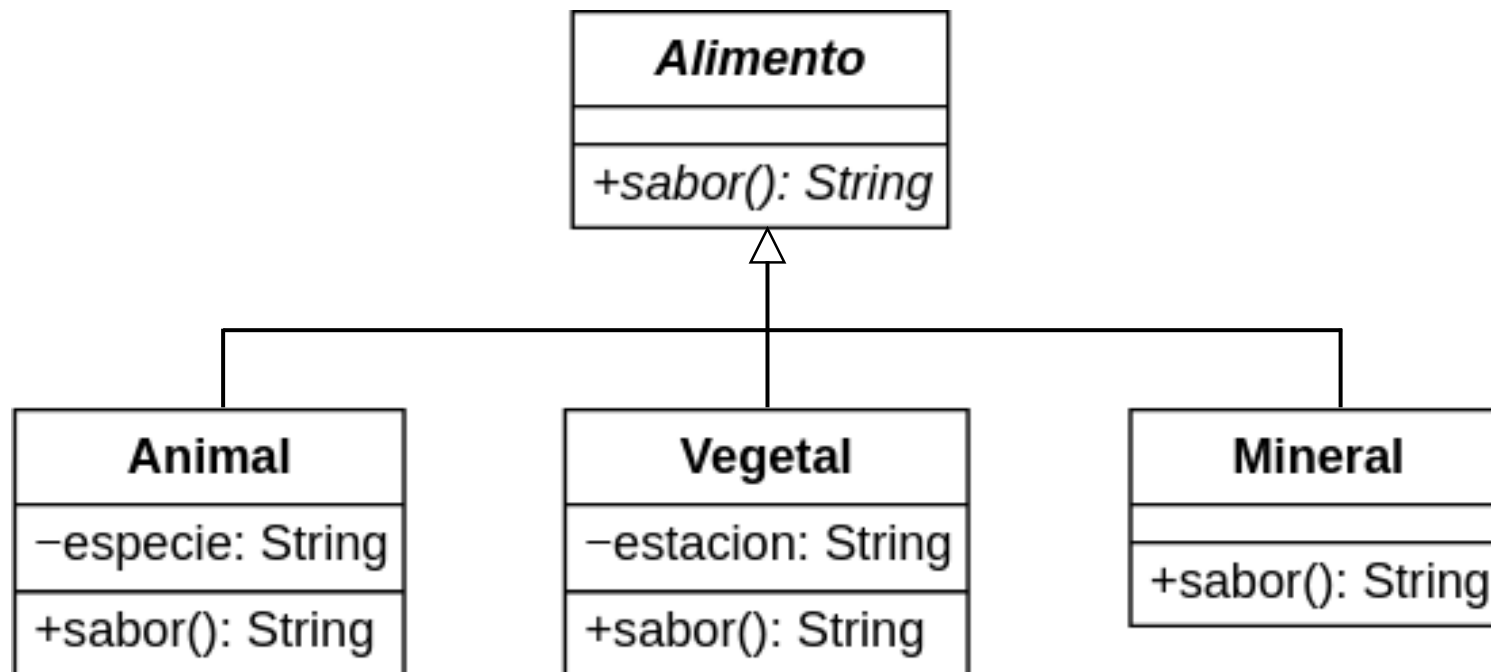 Alimento
+sabor(): String
Animal
−especie: String
+sabor(): String
Vegetal
−estacion: String
+sabor(): String
Mineral
+sabor(): String